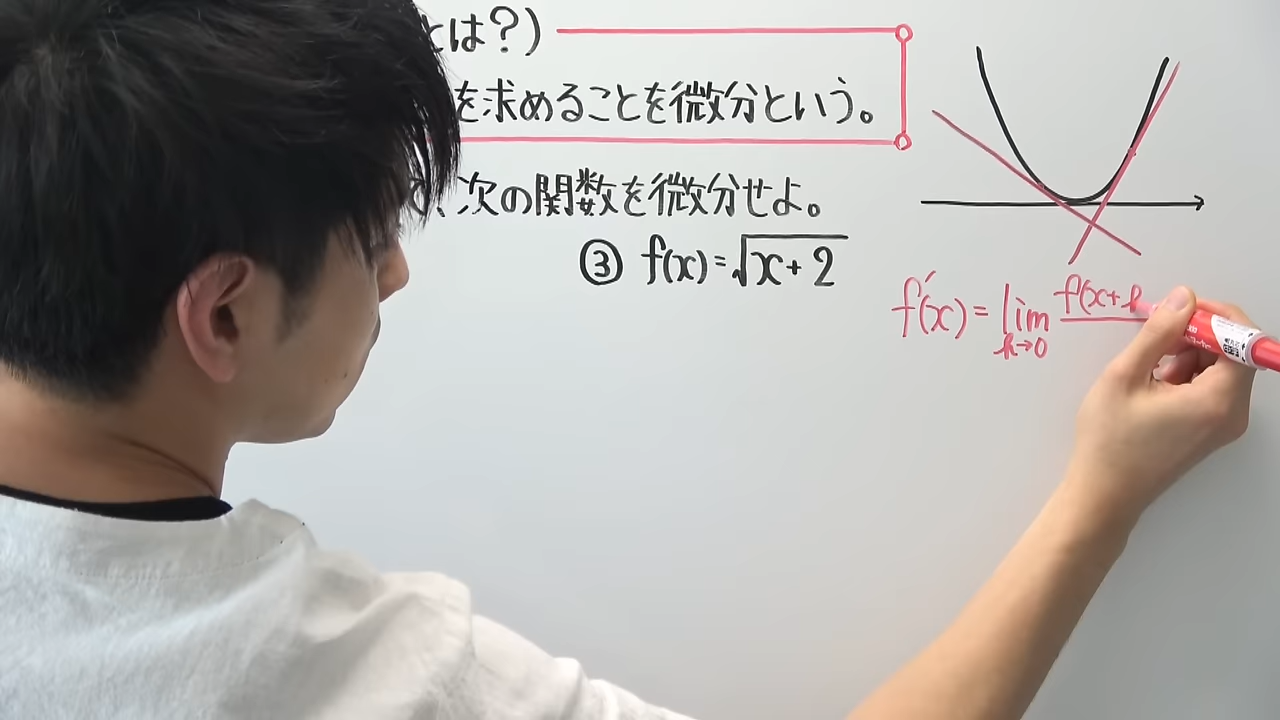 とは？)
を求めることを微分という。
、次の関数を微分せよ。
③ f(x)=√x+2
f'(x)=lim f(x+h
h→0